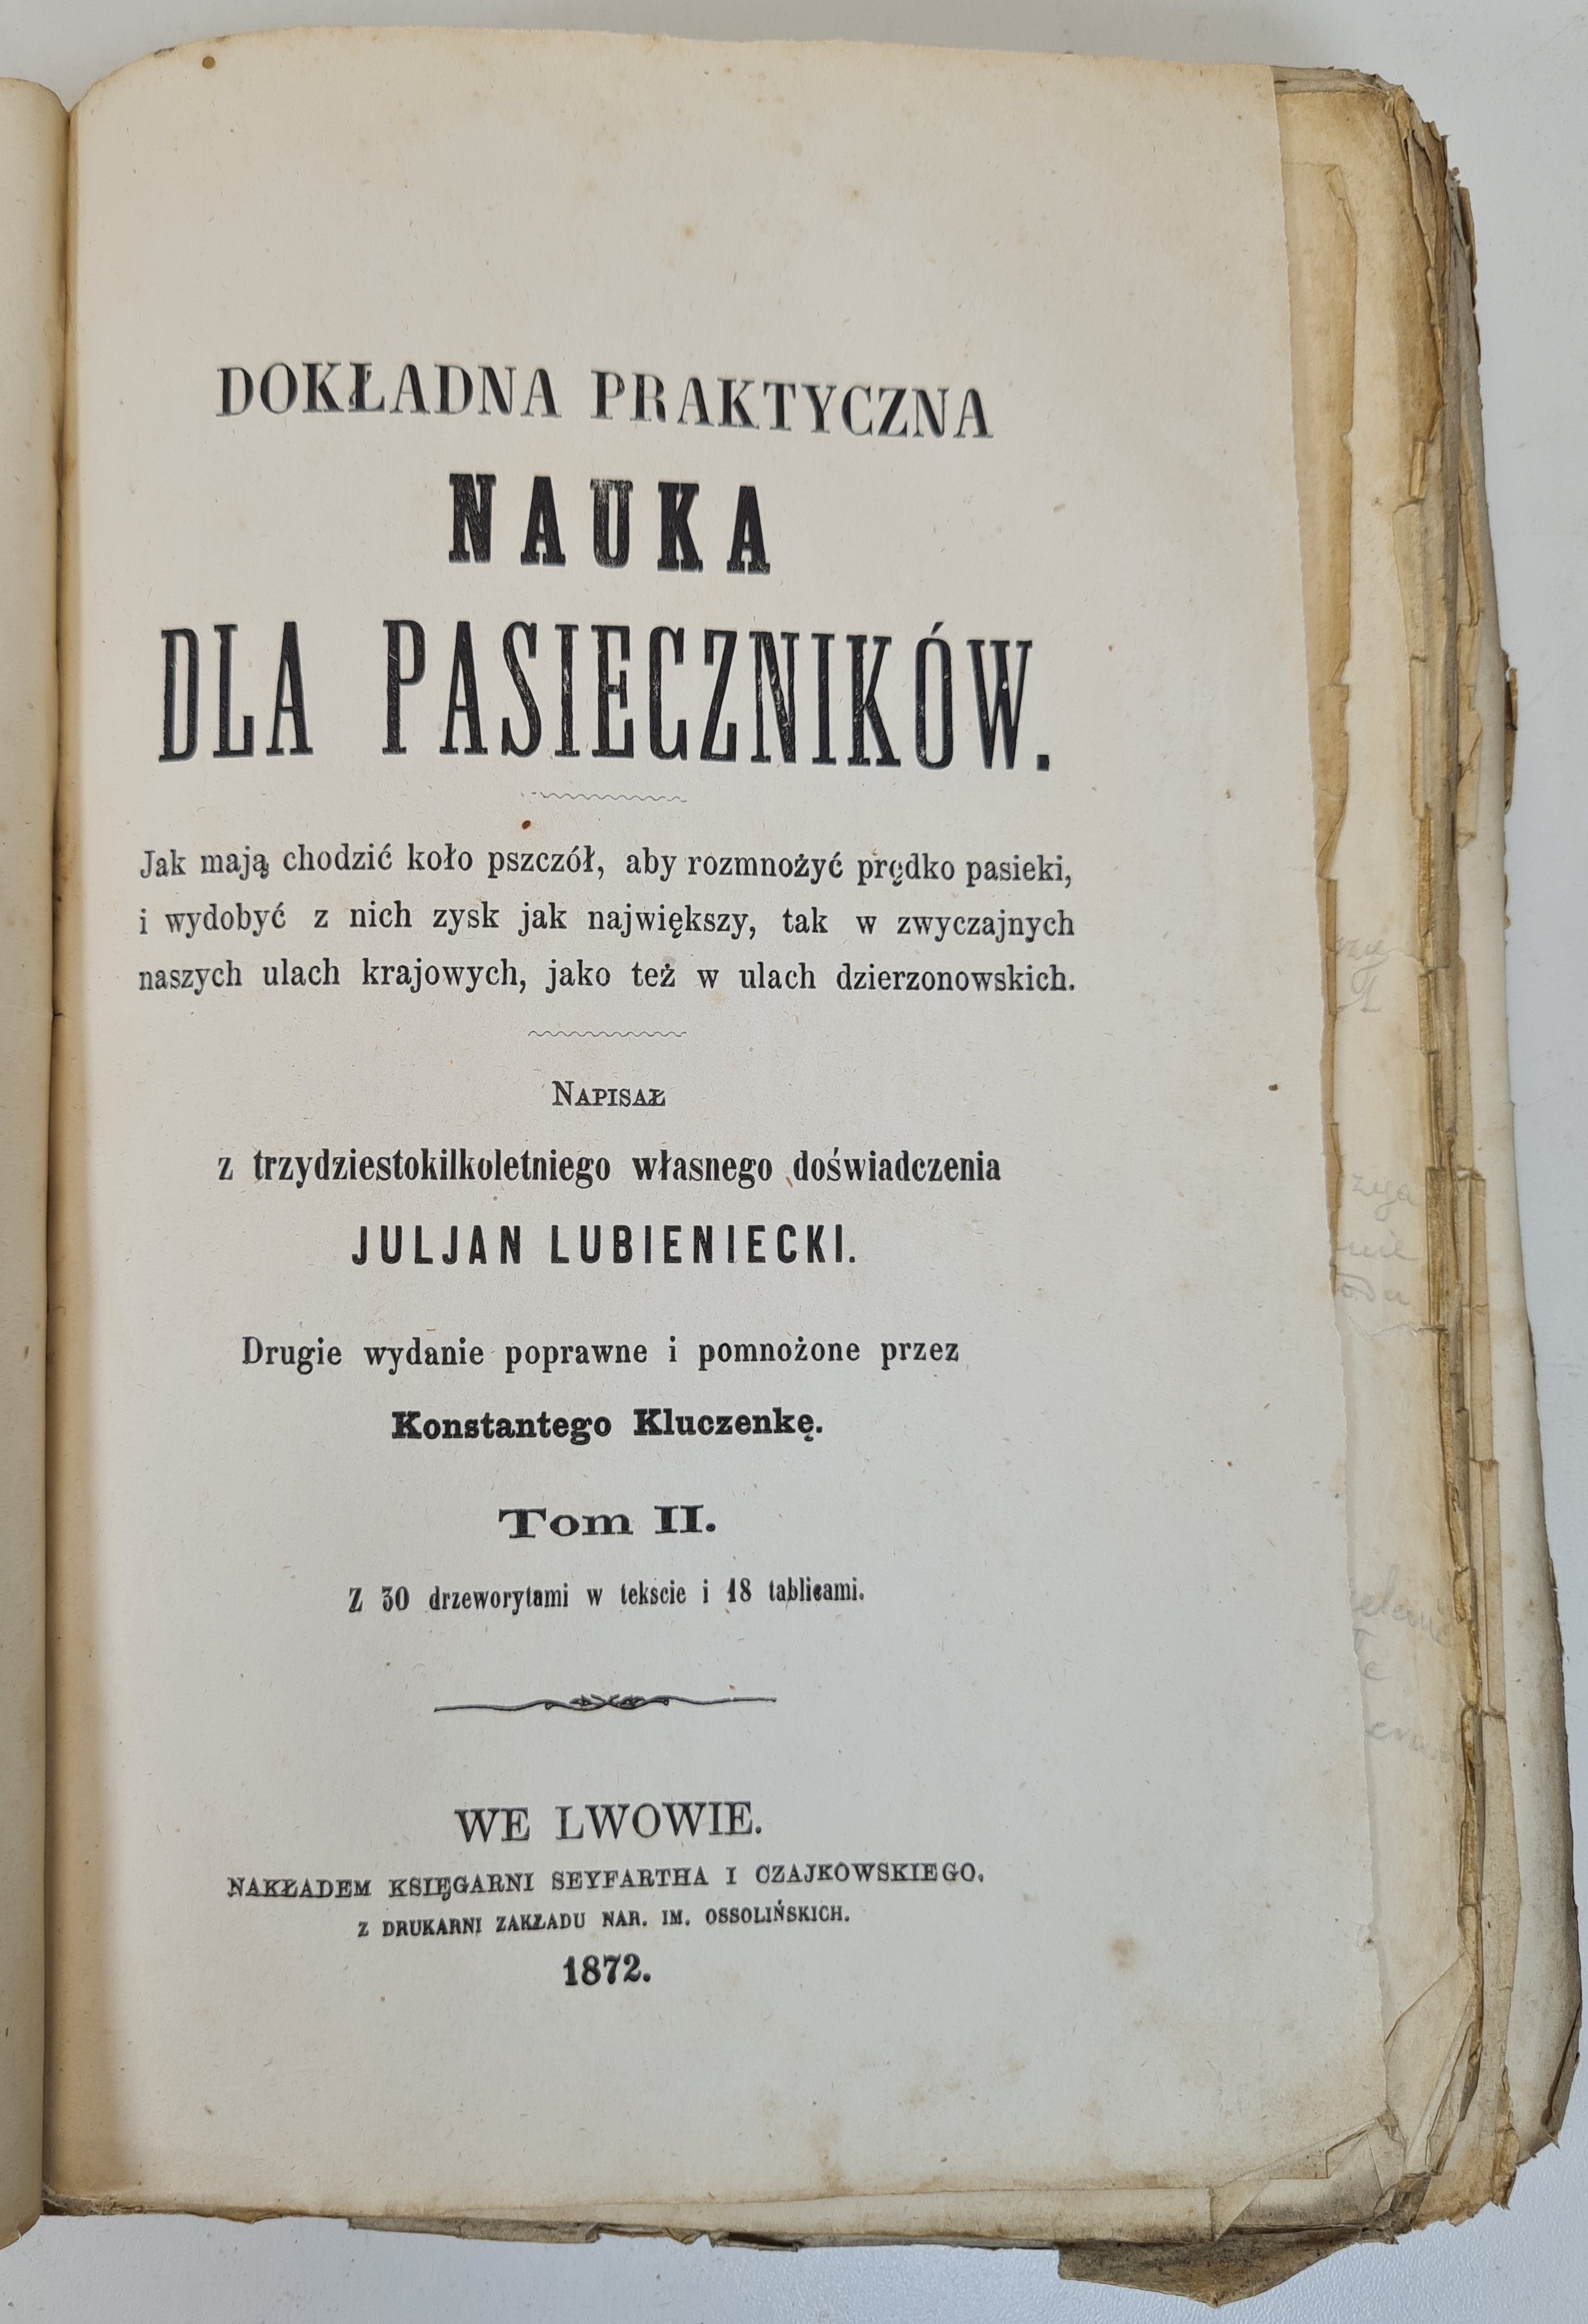 DOKŁADNA PRAKTYCZNA
NAUKA
DLA PASIECZNIKÓW.
Jak mają chodzić koło pszczół, aby rozmnożyć prędko pasieki,
i wydobyć z nich zysk jak największy, tak w zwyczajnych
naszych ulach krajowych, jako też w ulach dzierzonowskich.
NAPISAŁ
z trzydziestokilkoletniego własnego doświadczenia
JULJAN LUBIENIECKI.
Drugie wydanie poprawne i pomnożone przez
Konstantego Kluczenkę.
Tom II.
Z 30 drzeworytami w tekscie i 18 tablicami.
WE LWOWIE.
NAKŁADEM KSIĘGARNI SEYFARTHA I CZAJKOWSKIEGO.
Z DRUKARNI ZAKŁADU NAR. IM. OSSOLIŃSKICH.
1872.